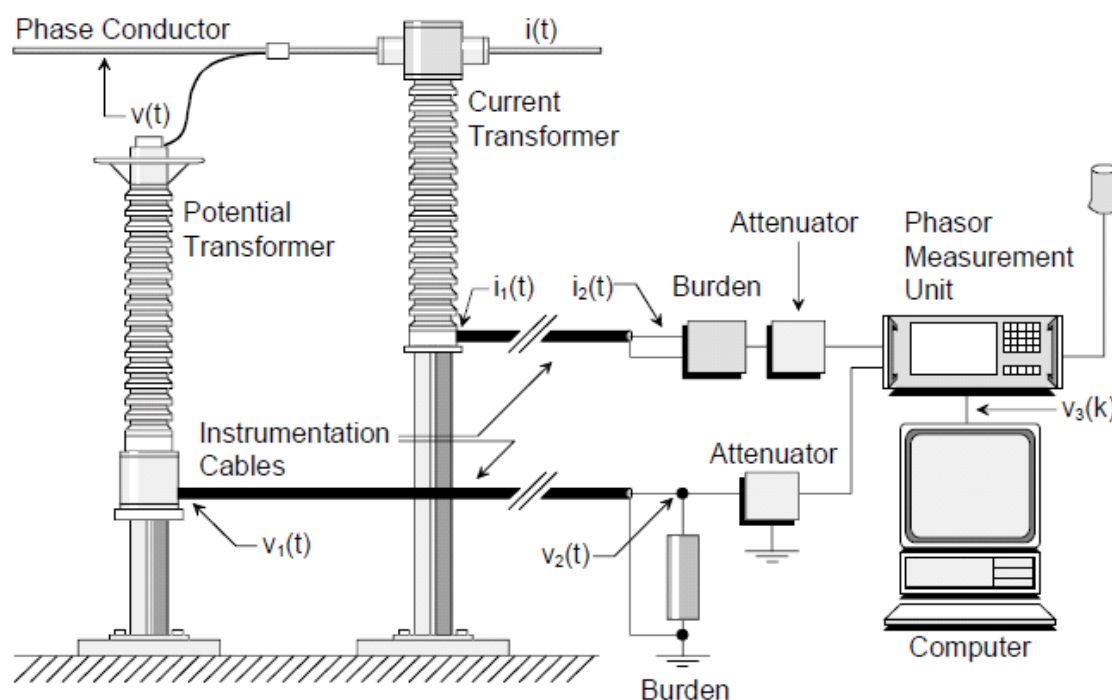 Phase Conductor
i(t)
v(t)
Current
Transformer
Potential
Transformer
Attenuator
Phasor
Measurement
Unit
i₁(t)
i₂(t)
Burden
v₃(k)
Instrumentation
Cables
Attenuator
v₁(t)
v₂(t)
Computer
Burden